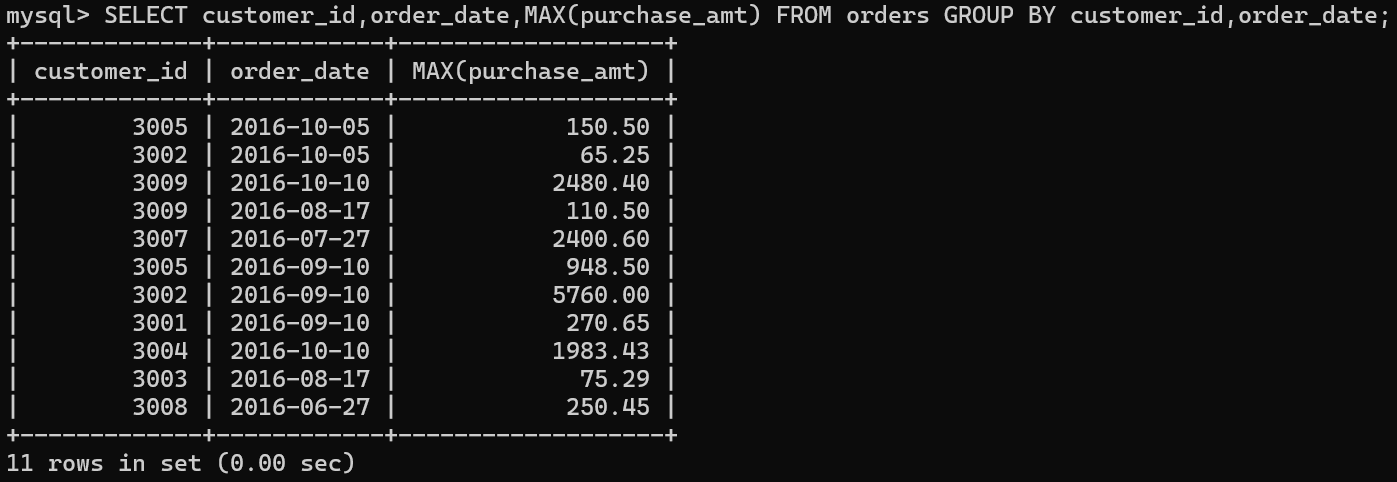 mysql> SELECT customer_id,order_date,MAX(purchase_amt) FROM orders GROUP BY customer_id,order_date;
+-------------+------------+-------------------+
| customer_id | order_date | MAX(purchase_amt) |
+-------------+------------+-------------------+
|        3005 | 2016-10-05 |            150.50 |
|        3002 | 2016-10-05 |             65.25 |
|        3009 | 2016-10-10 |           2480.40 |
|        3009 | 2016-08-17 |            110.50 |
|        3007 | 2016-07-27 |           2400.60 |
|        3005 | 2016-09-10 |            948.50 |
|        3002 | 2016-09-10 |           5760.00 |
|        3001 | 2016-09-10 |            270.65 |
|        3004 | 2016-10-10 |           1983.43 |
|        3003 | 2016-08-17 |             75.29 |
|        3008 | 2016-06-27 |            250.45 |
+-------------+------------+-------------------+
11 rows in set (0.00 sec)